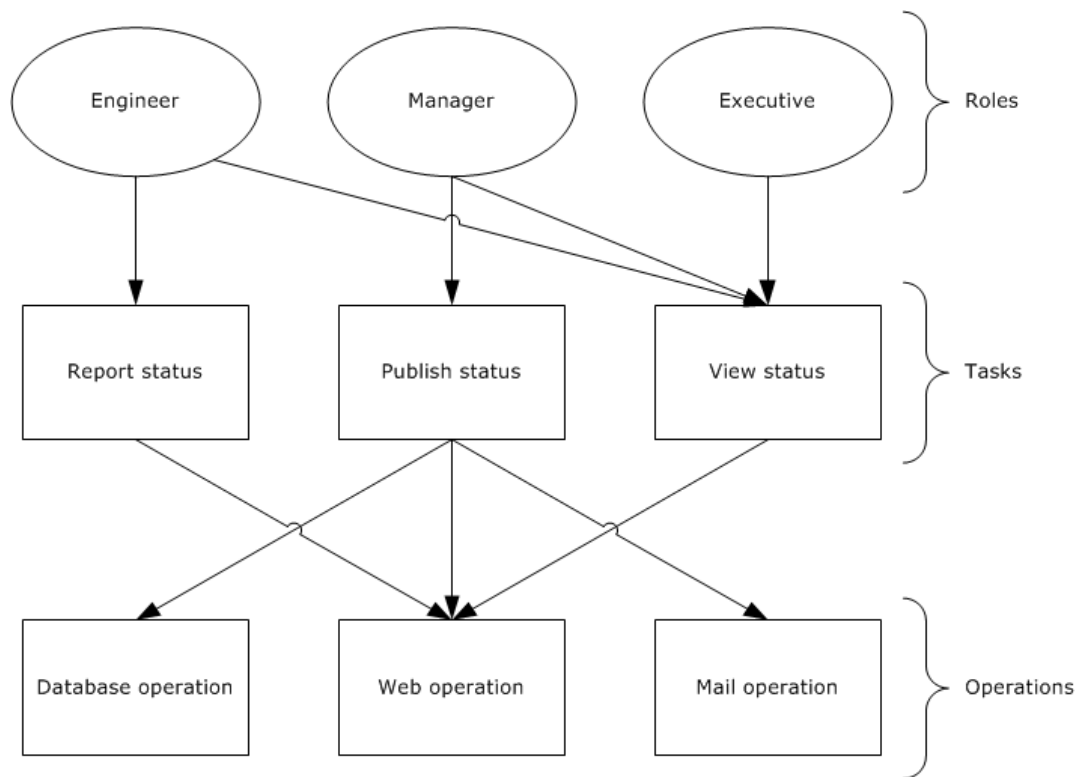 Engineer
Manager
Executive
Roles
Report status
Publish status
View status
Tasks
Database operation
Web operation
Mail operation
Operations